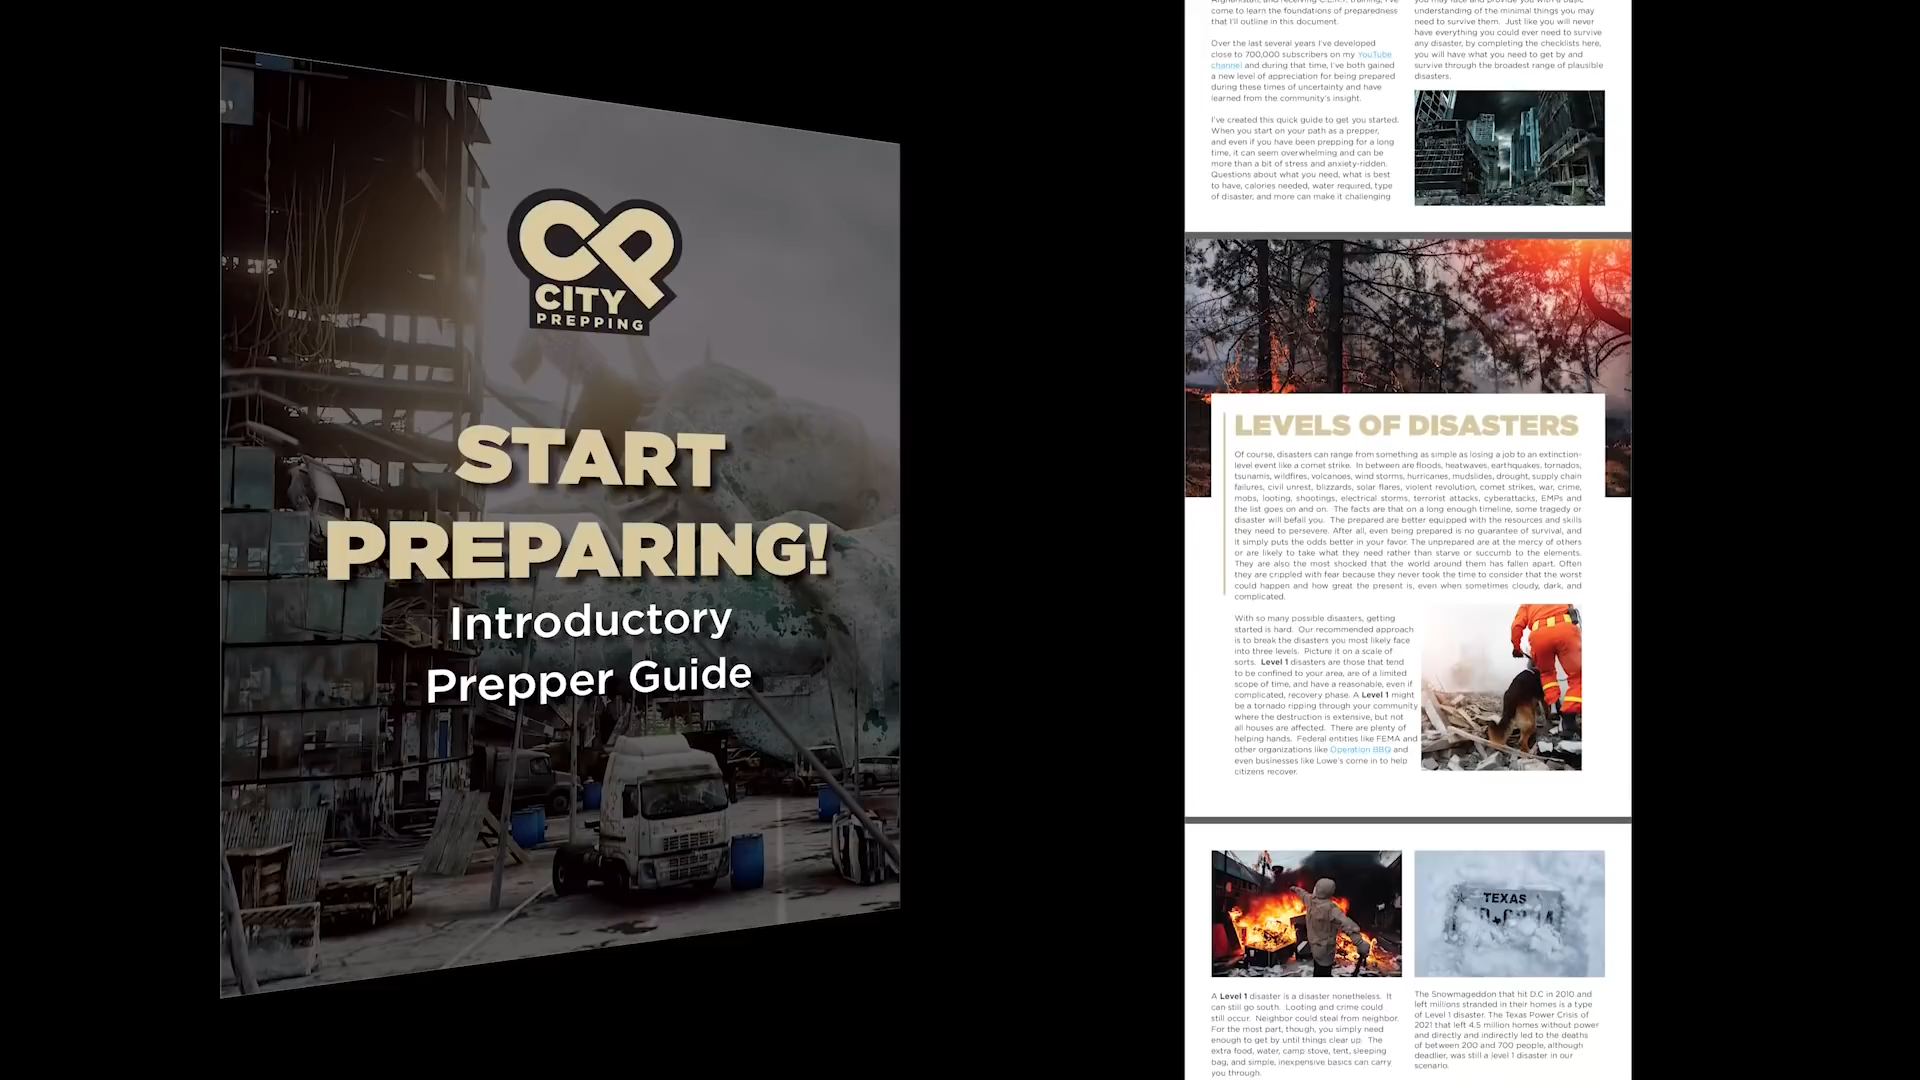 CP
CITY
PREPPING
START
PREPARING!
Introductory
Prepper Guide
Afghanistan, and receiving C.E.R.T. training, I've
come to learn the foundations of preparedness
that I'll outline in this document.
Over the last several years I've developed
close to 700,000 subscribers on my YouTube
channel and during that time, I've both gained
a new level of appreciation for being prepared
during these times of uncertainty and have
learned from the community's insight.
I've created this quick guide to get you started.
When you start on your path as a prepper,
and even if you have been prepping for a long
time, it can seem overwhelming and can be
more than a bit of stress and anxiety-ridden.
Questions about what you need, what is best
to have, calories needed, water required, type
of disaster, and more can make it challenging
you may face and provide you with a basic
understanding of the minimal things you may
need to survive them. Just like you will never
have everything you could ever need to survive
any disaster, by completing the checklists here,
you will have what you need to get by and
survive through the broadest range of plausible
disasters.
LEVELS OF DISASTERS
Of course, disasters can range from something as simple as losing a job to an extinction-
level event like a comet strike. In between are floods, heatwaves, earthquakes, tornados,
tsunamis, wildfires, volcanoes, wind storms, hurricanes, mudslides, drought, supply chain
failures, civil unrest, blizzards, solar flares, violent revolution, comet strikes, war, crime,
mobs, looting, shootings, electrical storms, terrorist attacks, cyberattacks, EMPs and
the list goes on and on. The facts are that on a long enough timeline, some tragedy or
disaster will befall you. The prepared are better equipped with the resources and skills
they need to persevere. After all, even being prepared is no guarantee of survival, and
it simply puts the odds better in your favor. The unprepared are at the mercy of others
or are likely to take what they need rather than starve or succumb to the elements.
They are also the most shocked that the world around them has fallen apart. Often
they are crippled with fear because they never took the time to consider that the worst
could happen and how great the present is, even when sometimes cloudy, dark, and
complicated.
With so many possible disasters, getting
started is hard. Our recommended approach
is to break the disasters you most likely face
into three levels. Picture it on a scale of
sorts. Level 1 disasters are those that tend
to be confined to your area, are of a limited
scope of time, and have a reasonable, even if
complicated, recovery phase. A Level 1 might
be a tornado ripping through your community
where the destruction is extensive, but not
all houses are affected. There are plenty of
helping hands. Federal entities like FEMA and
other organizations like Operation BBQ and
even businesses like Lowe's come in to help
citizens recover.
TEXAS
A Level 1 disaster is a disaster nonetheless. It
can still go south. Looting and crime could
still occur. Neighbor could steal from neighbor.
For the most part, though, you simply need
enough to get by until things clear up. The
extra food, water, camp stove, tent, sleeping
bag, and simple, inexpensive basics can carry
you through.
The Snowmageddon that hit D.C in 2010 and
left millions stranded in their homes is a type
of Level 1 disaster. The Texas Power Crisis of
2021 that left 4.5 million homes without power
and directly and indirectly led to the deaths
of between 200 and 700 people, although
deadlier, was still a level 1 disaster in our
scenario.